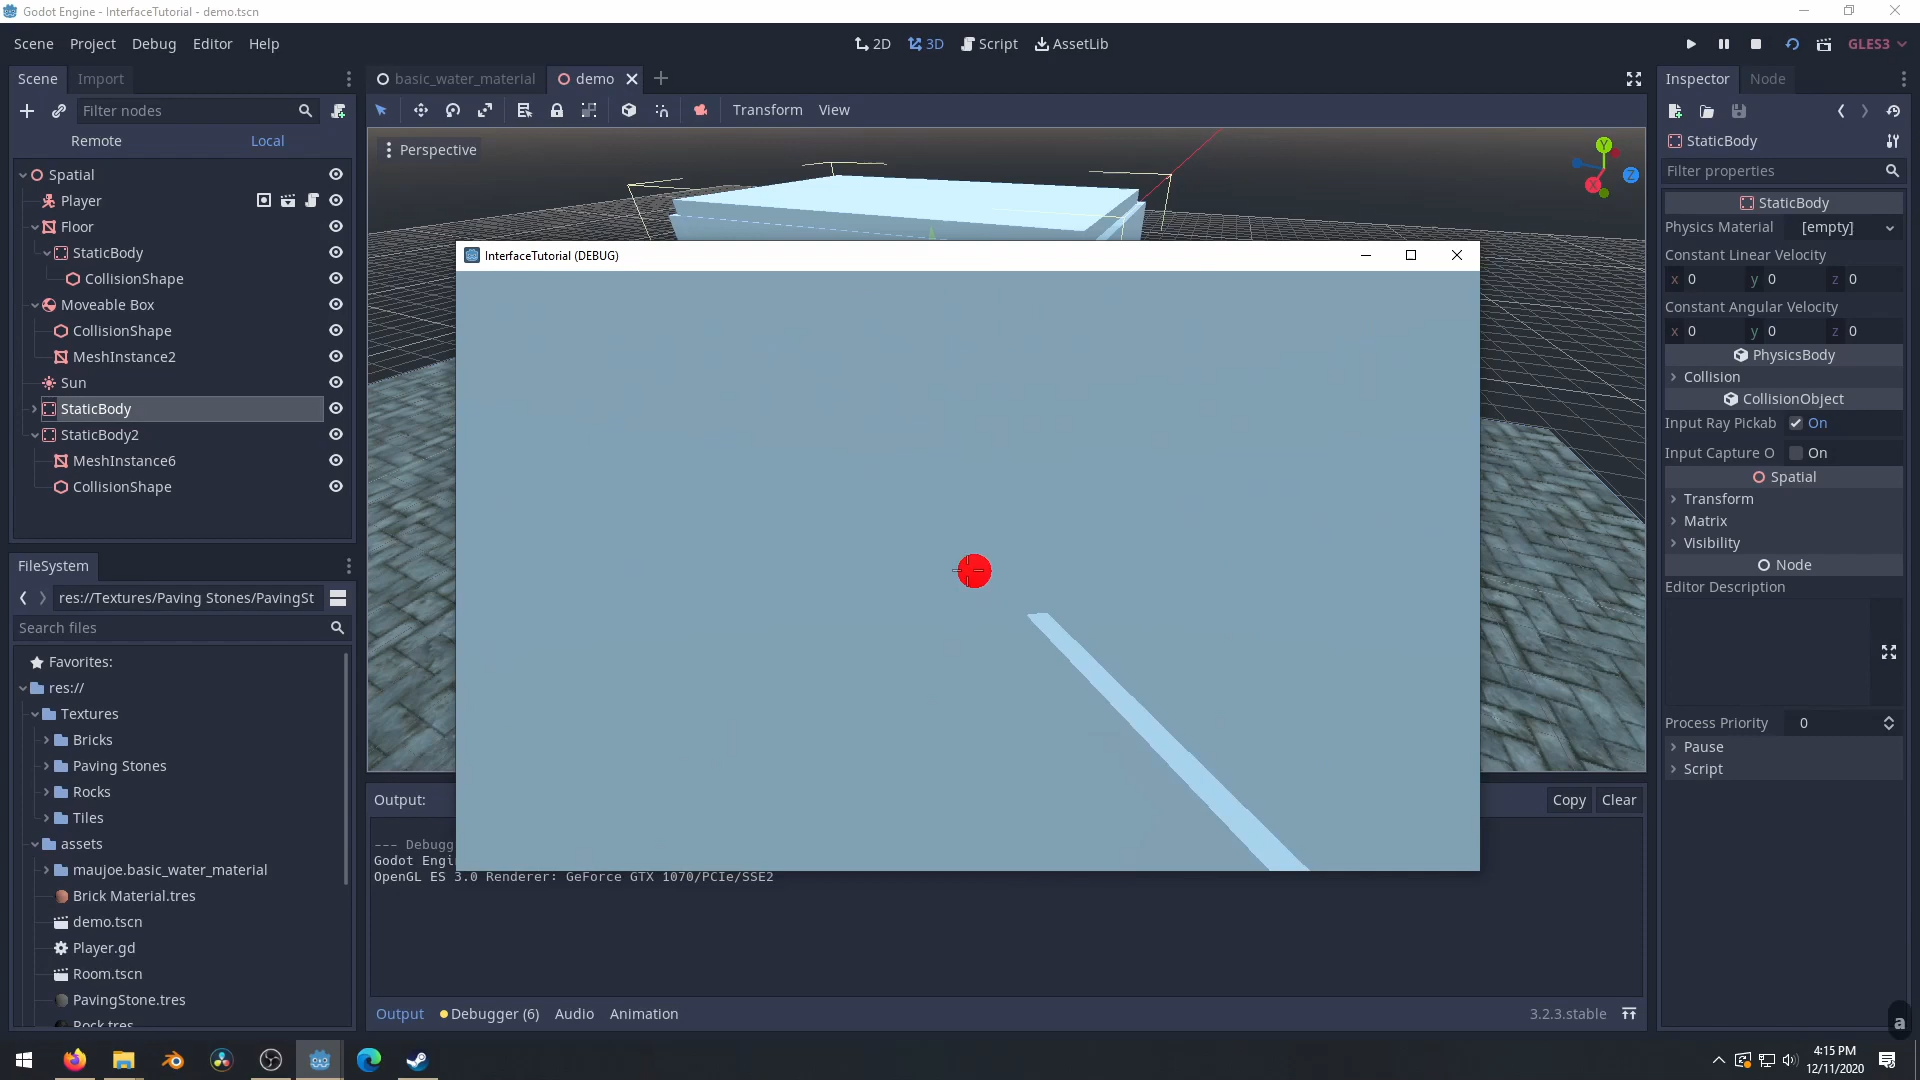 Godot Engine - InterfaceTutorial - demo.tscn
Scene Project Debug Editor Help
2D 3D Script AssetLib
GLES3
Scene Import
basic_water_material demo
Inspector Node
Filter nodes
Transform View
Remote Local
Perspective
StaticBody
Filter properties
Spatial
Player
Floor
StaticBody
CollisionShape
Moveable Box
CollisionShape
MeshInstance2
Sun
StaticBody
StaticBody2
MeshInstance6
CollisionShape
Y
Z
X
InterfaceTutorial (DEBUG)
StaticBody
Physics Material [empty]
Constant Linear Velocity
x 0 y 0 z 0
Constant Angular Velocity
x 0 y 0 z 0
PhysicsBody
Collision
CollisionObject
Input Ray Pickab On
Input Capture O On
Spatial
Transform
Matrix
Visibility
Node
Editor Description
Process Priority 0
Pause
Script
FileSystem
res://Textures/Paving Stones/PavingSt
Search files
Favorites:
res://
Textures
Bricks
Paving Stones
Rocks
Tiles
assets
maujoe.basic_water_material
Brick Material.tres
demo.tscn
Player.gd
Room.tscn
PavingStone.tres
Rock.tres
Output: Copy Clear
--- Debugg
Godot Engi
OpenGL ES 3.0 Renderer: GeForce GTX 1070/PCIe/SSE2
Output Debugger (6) Audio Animation 3.2.3.stable
a
4:15 PM
12/11/2020